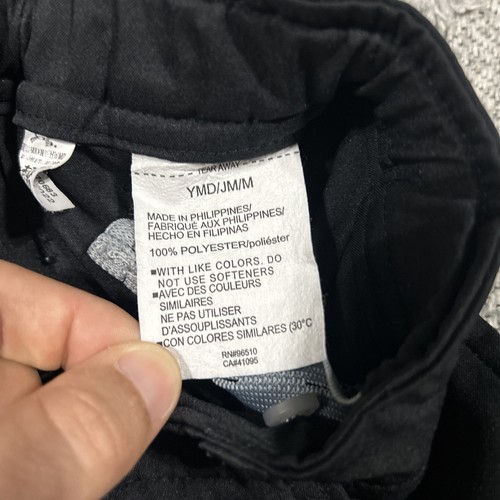 TEAR AWAY
YMD/JM/M
MADE IN PHILIPPINES/
FABRIQUÉ AUX PHILIPPINES/
HECHO EN FILIPINAS
100% POLYESTER/poliéster
■WITH LIKE COLORS. DO
NOT USE SOFTENERS
■AVEC DES COULEURS
SIMILAIRES
NE PAS UTILISER
D'ASSOUPLISSANTS
■CON COLORES SIMILARES (30°C
RN#96510
CA#41095